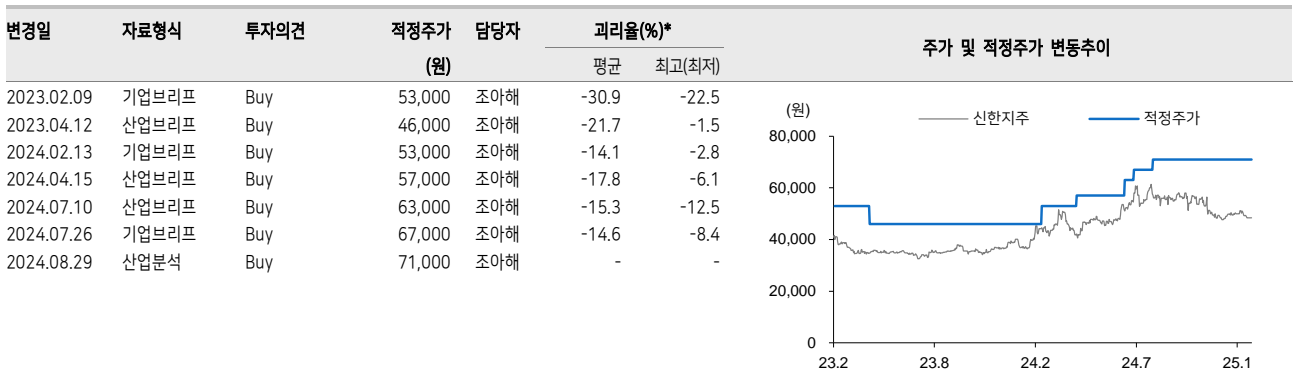 변경일 자료형식 투자의견 적정주가 담당자 괴리율(%)* 주가 및 적정주가 변동추이
(원) 평균 최고(최저)
2023.02.09 기업브리프 Buy 53,000 조아해 -30.9 -22.5
2023.04.12 산업브리프 Buy 46,000 조아해 -21.7 -1.5
2024.02.13 기업브리프 Buy 53,000 조아해 -14.1 -2.8
2024.04.15 산업브리프 Buy 57,000 조아해 -17.8 -6.1
2024.07.10 산업브리프 Buy 63,000 조아해 -15.3 -12.5
2024.07.26 기업브리프 Buy 67,000 조아해 -14.6 -8.4
2024.08.29 산업분석 Buy 71,000 조아해 - -
(원) 신한지주 적정주가
80,000
60,000
40,000
20,000
0
23.2 23.8 24.2 24.7 25.1